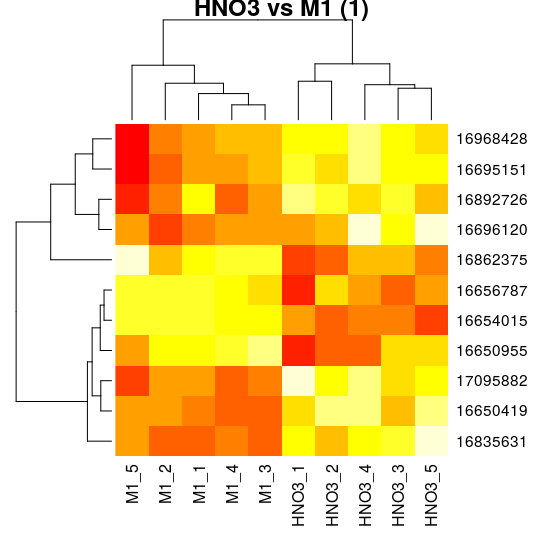 HNO3 vs M1 (1)
16968428
16695151
16892726
16696120
16862375
16656787
16654015
16650955
17095882
16650419
16835631
M1_5
M1_2
M1_1
M1_4
M1_3
HNO3_1
HNO3_2
HNO3_4
HNO3_3
HNO3_5